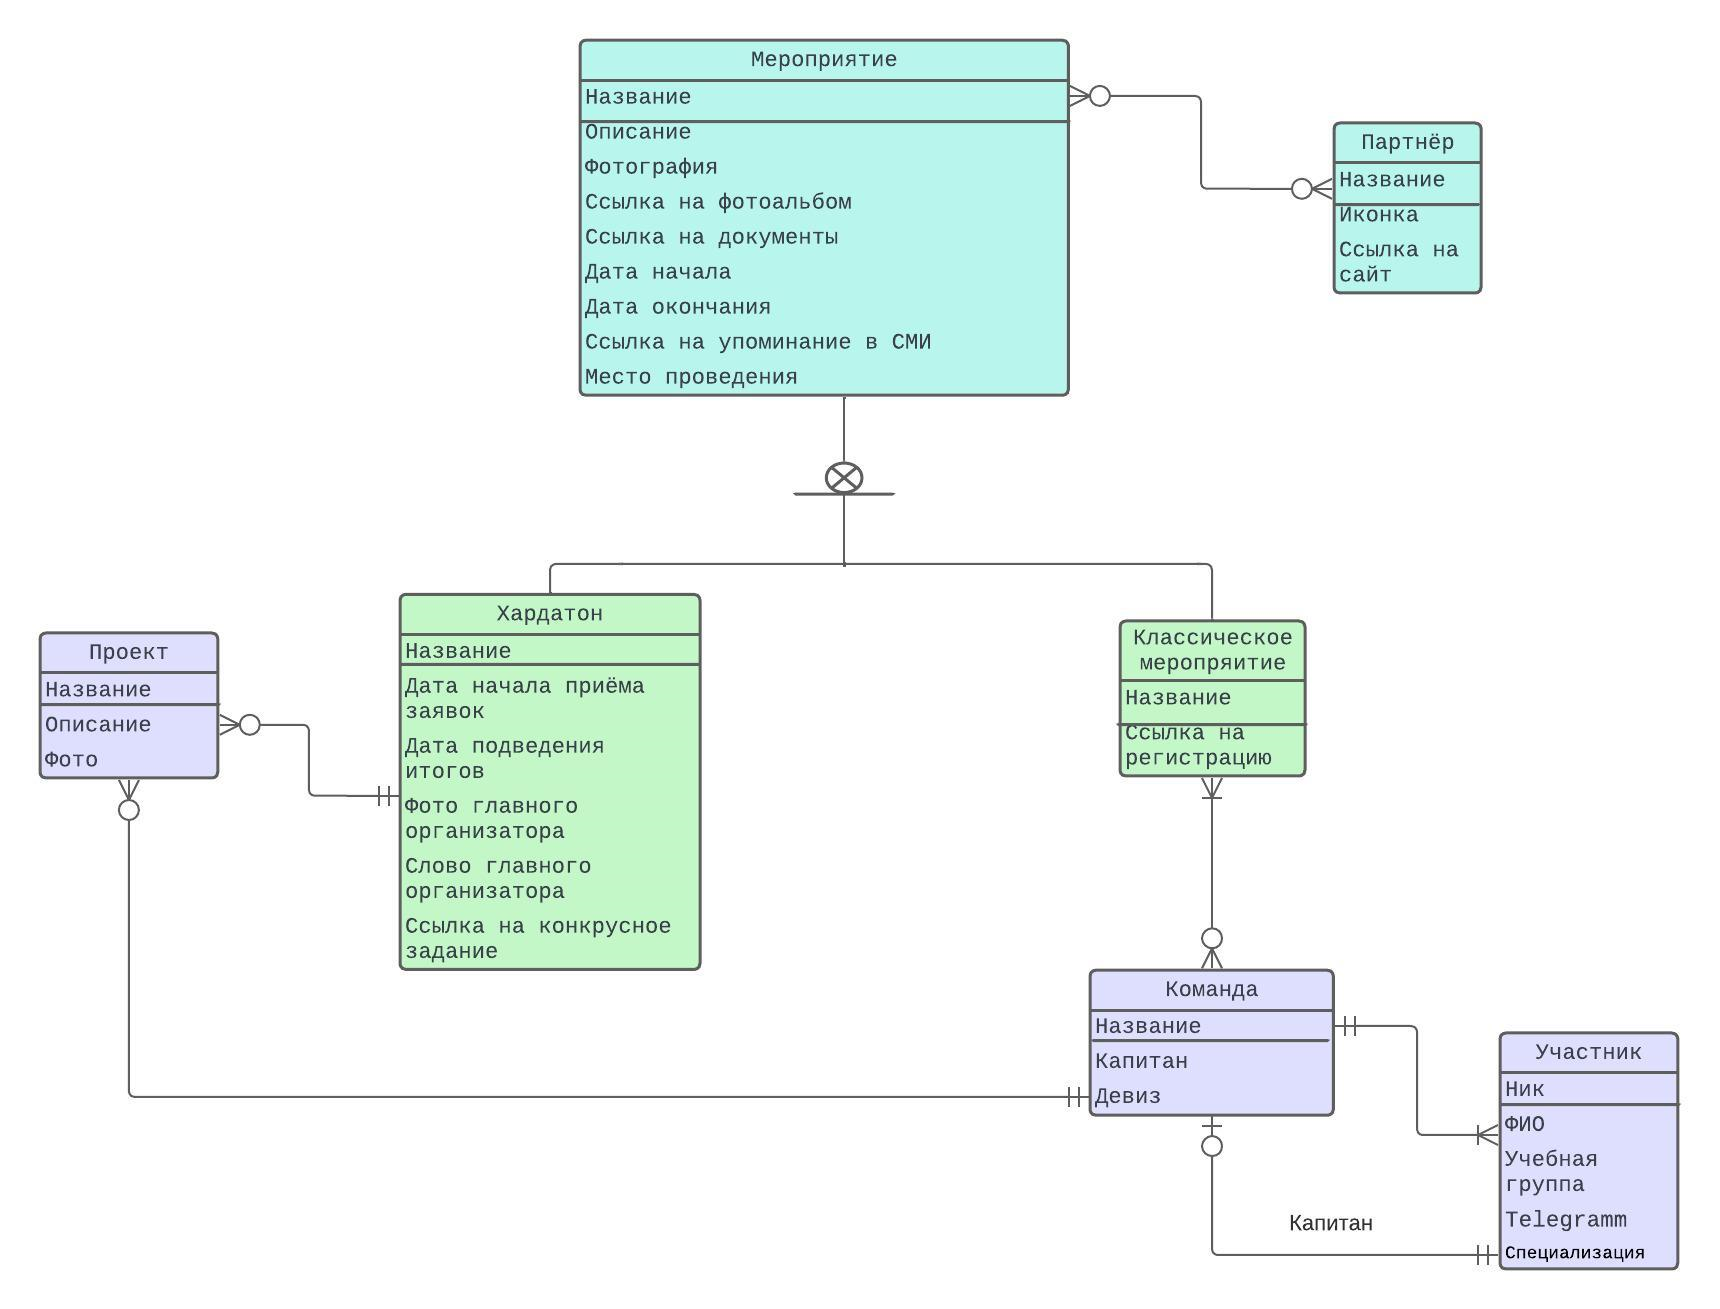 Мероприятие
Название
Описание
Фотография
Ссылка на фотоальбом
Ссылка на документы
Дата начала
Дата окончания
Ссылка на упоминание в СМИ
Место проведения
Партнёр
Название
Иконка
Ссылка на
сайт
Проект
Название
Описание
Фото
Хардатон
Название
Дата начала приёма
заявок
Дата подведения
итогов
Фото главного
организатора
Слово главного
организатора
Ссылка на конкрусное
задание
Классическое
меропряитие
Название
Ссылка на
регистрацию
Команда
Название
Капитан
Девиз
Участник
Ник
ФИО
Учебная
группа
Telegramm
Специализация
Капитан